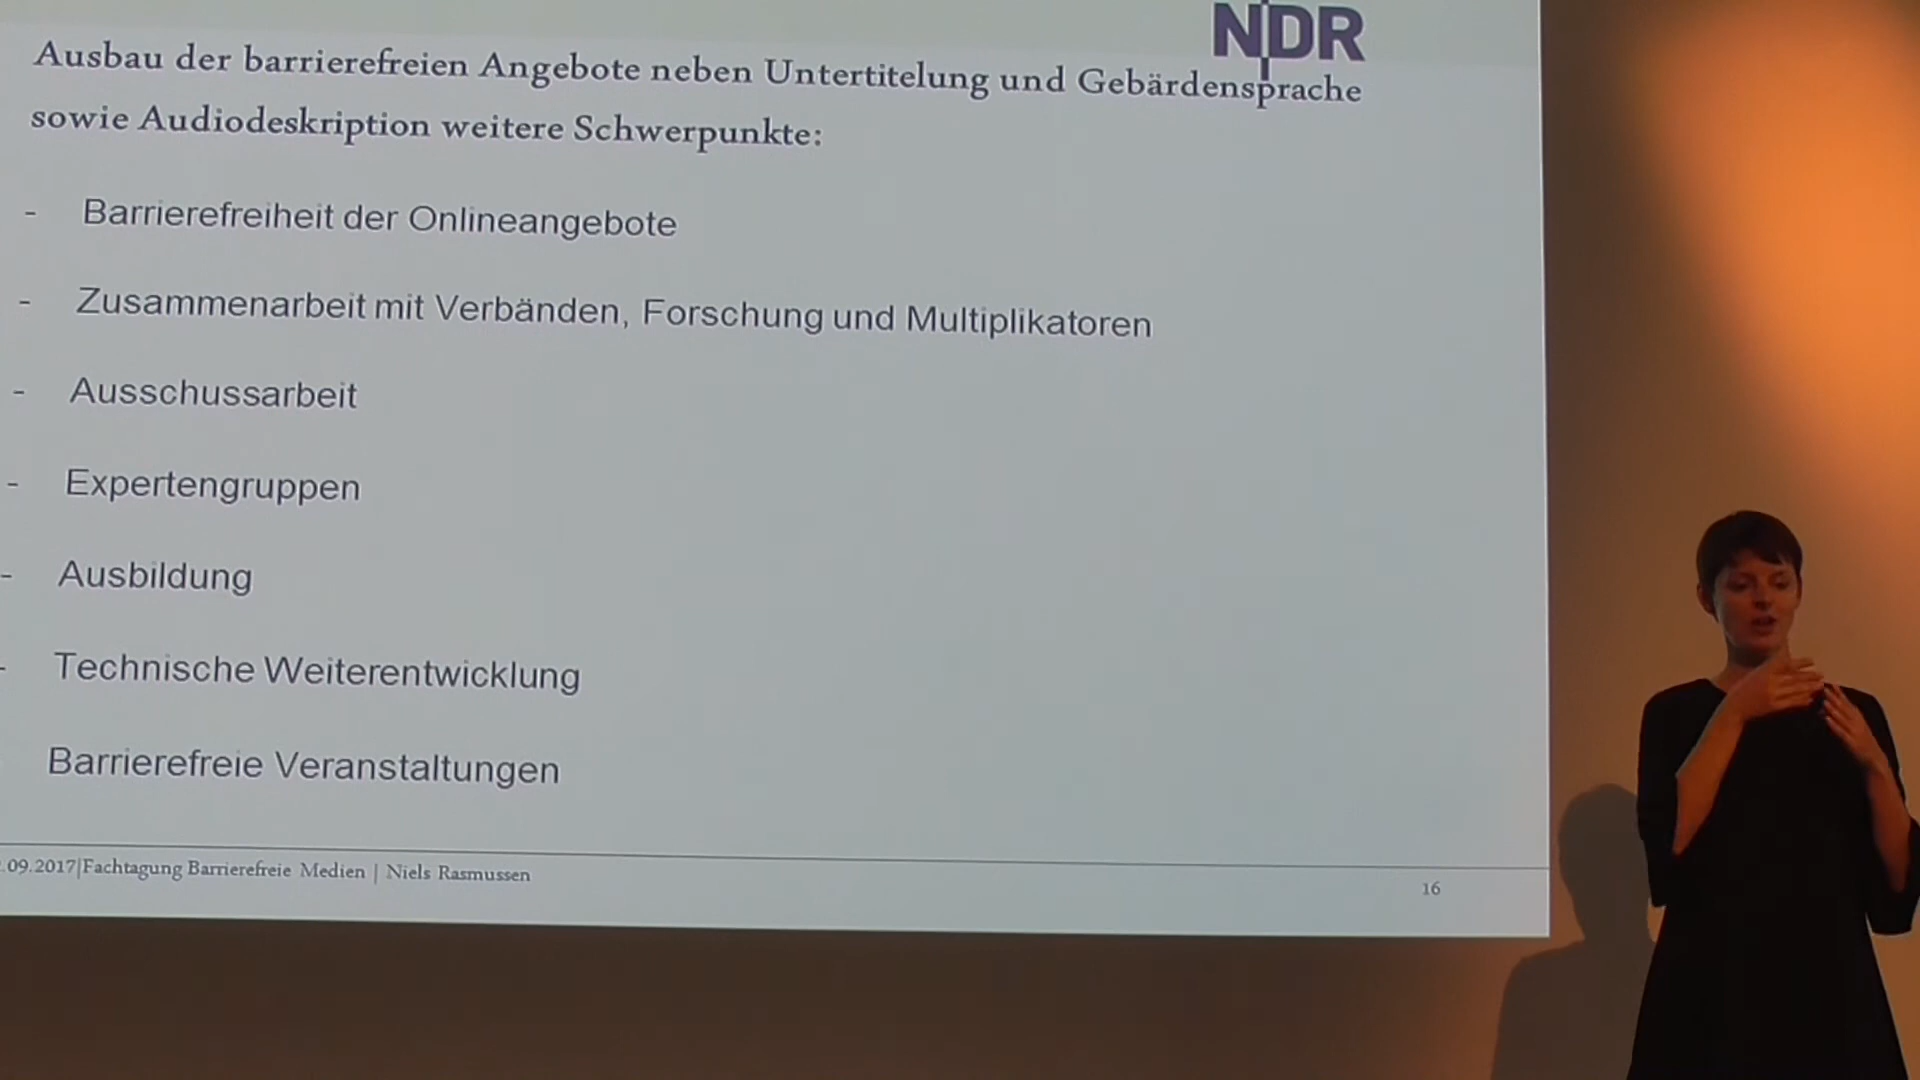 NDR
Ausbau der barrierefreien Angebote neben Untertitelung und Gebärdensprache
sowie Audiodeskription weitere Schwerpunkte:
- Barrierefreiheit der Onlineangebote
- Zusammenarbeit mit Verbänden, Forschung und Multiplikatoren
- Ausschussarbeit
- Expertengruppen
- Ausbildung
- Technische Weiterentwicklung
Barrierefreie Veranstaltungen
.09.2017|Fachtagung Barrierefreie Medien | Niels Rasmussen
16